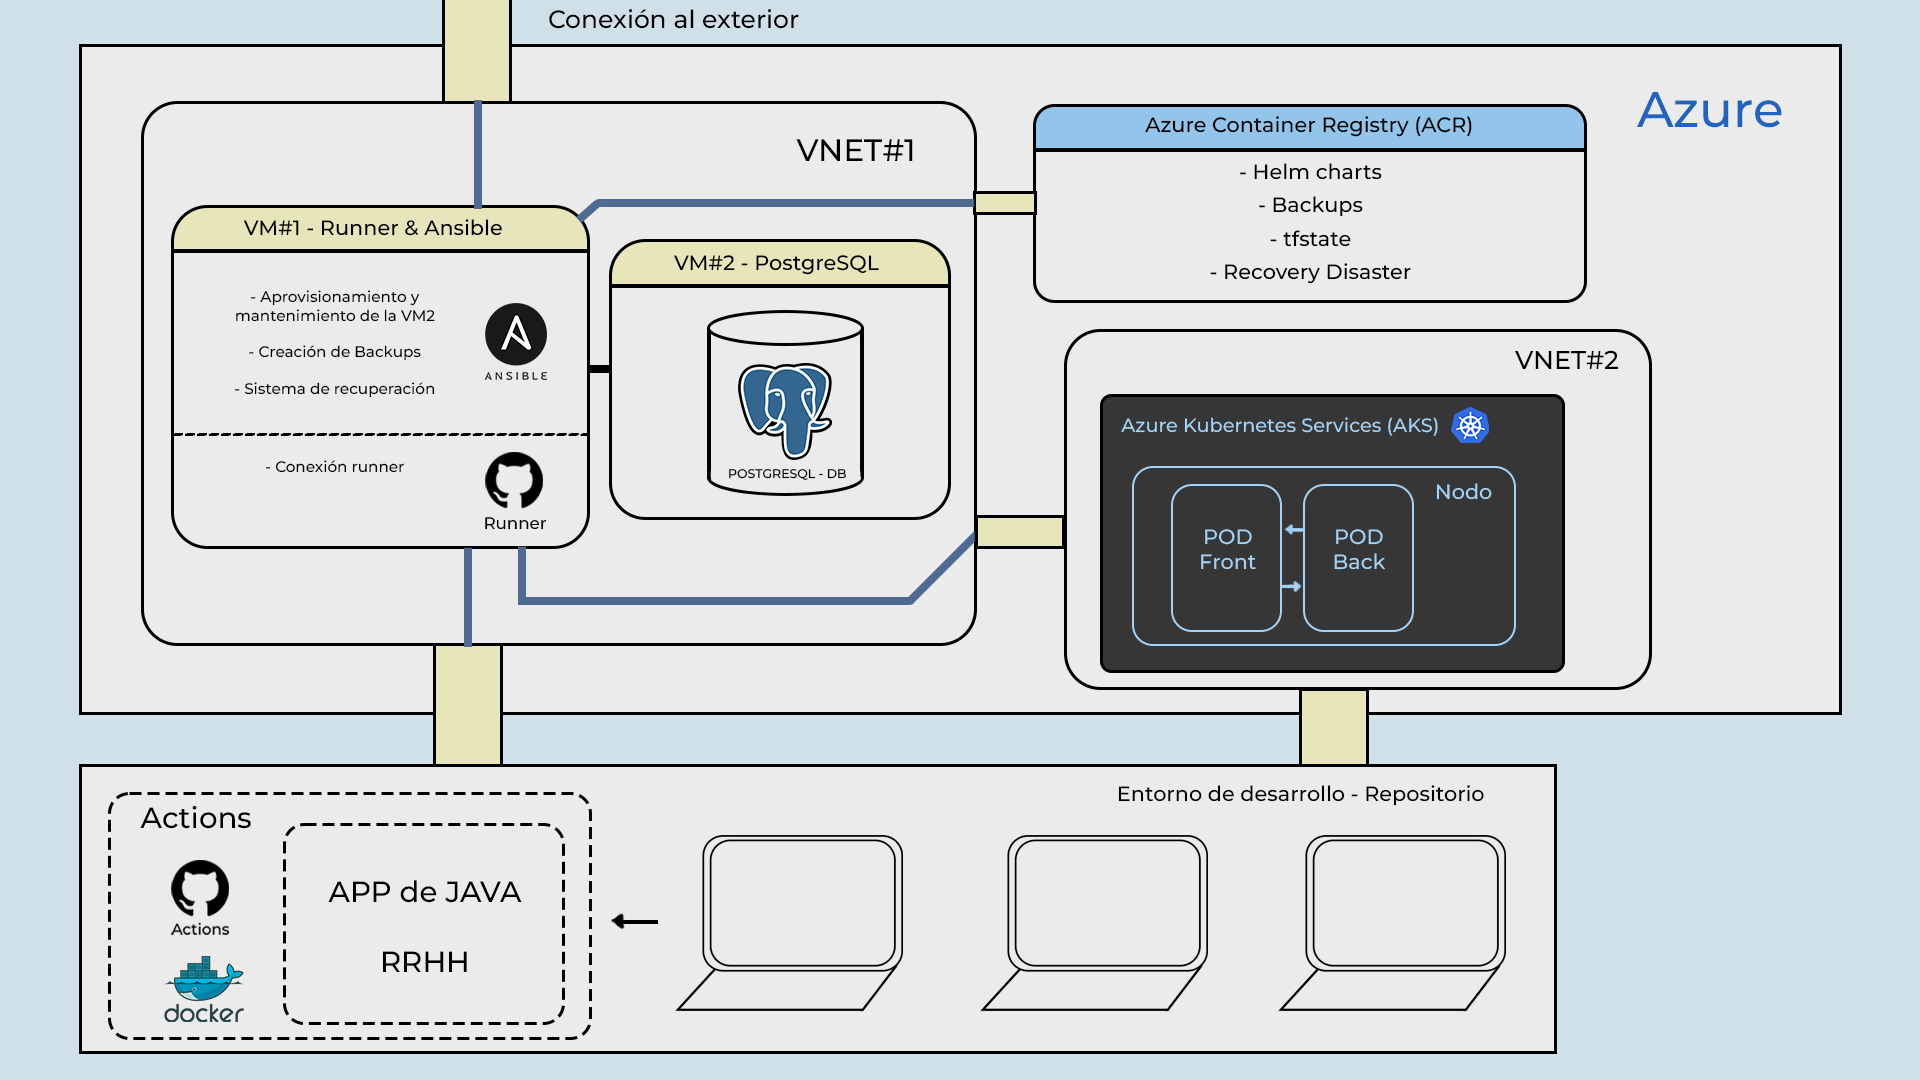 Conexión al exterior
Azure
VNET#1
VM#1 - Runner & Ansible
- Aprovisionamiento y
mantenimiento de la VM2
- Creación de Backups
- Sistema de recuperación
ANSIBLE
- Conexión runner
Runner
VM#2 - PostgreSQL
POSTGRESQL - DB
Azure Container Registry (ACR)
- Helm charts
- Backups
- tfstate
- Recovery Disaster
VNET#2
Azure Kubernetes Services (AKS)
Nodo
POD
Front
POD
Back
Entorno de desarrollo - Repositorio
Actions
Actions
docker
APP de JAVA
RRHH